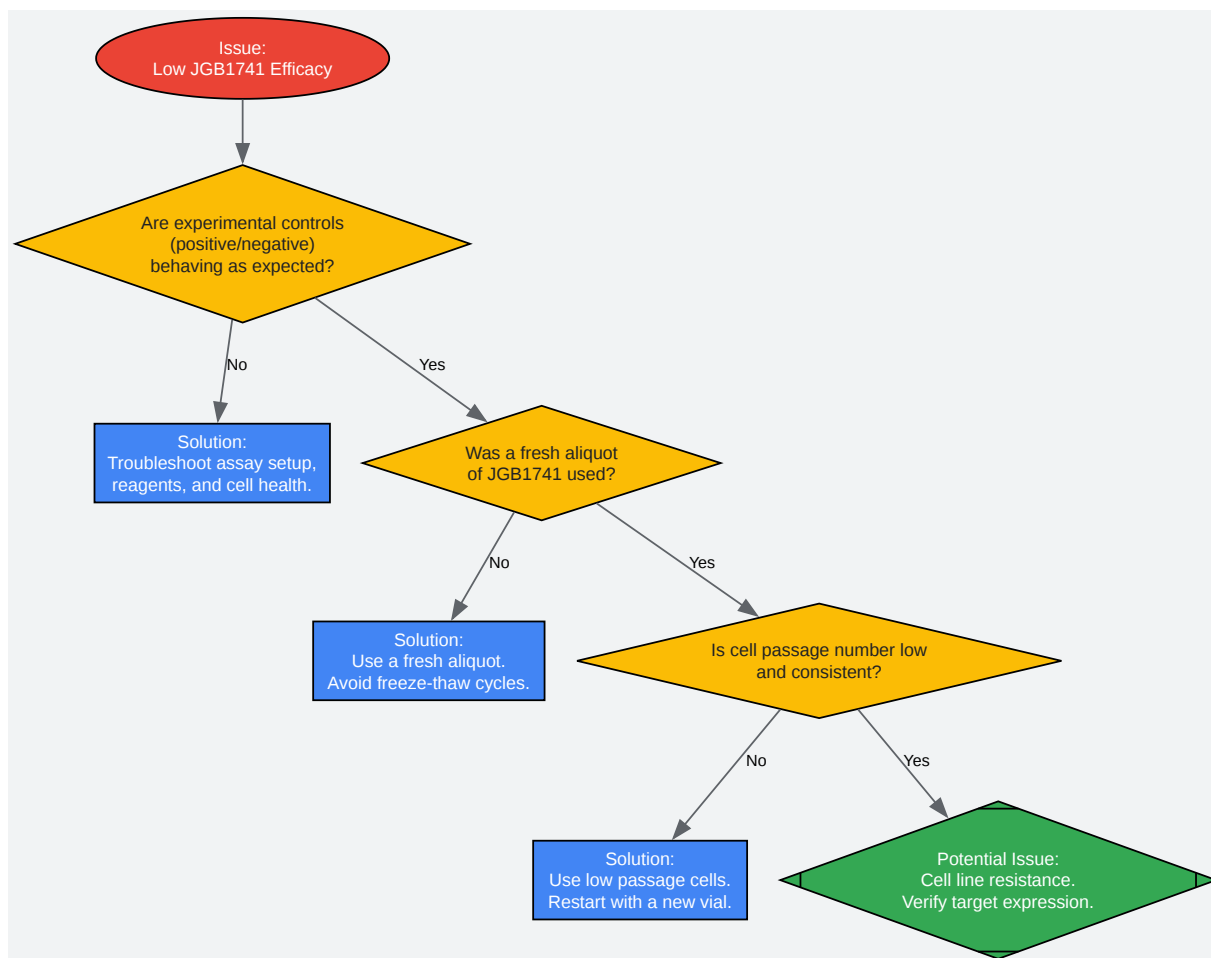 Issue:
Low JGB1741 Efficacy
Are experimental controls
(positive/negative)
behaving as expected?
No
Yes
Solution:
Troubleshoot assay setup,
reagents, and cell health.
Was a fresh aliquot
of JGB1741 used?
No
Yes
Solution:
Use a fresh aliquot.
Avoid freeze-thaw cycles.
Is cell passage number low
and consistent?
No
Yes
Solution:
Use low passage cells.
Restart with a new vial.
Potential Issue:
Cell line resistance.
Verify target expression.